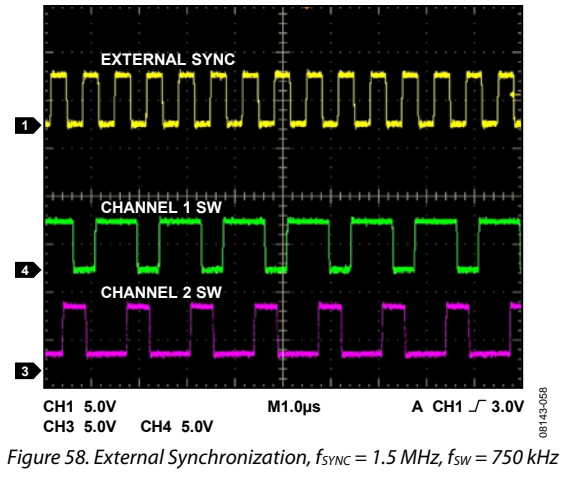 EXTERNAL SYNC
1
CHANNEL 1 SW
4
CHANNEL 2 SW
3
CH1 5.0V M1.0µs A CH1 3.0V
CH3 5.0V CH4 5.0V
08143-058
Figure 58. External Synchronization, fSYNC = 1.5 MHz, fSW = 750 kHz